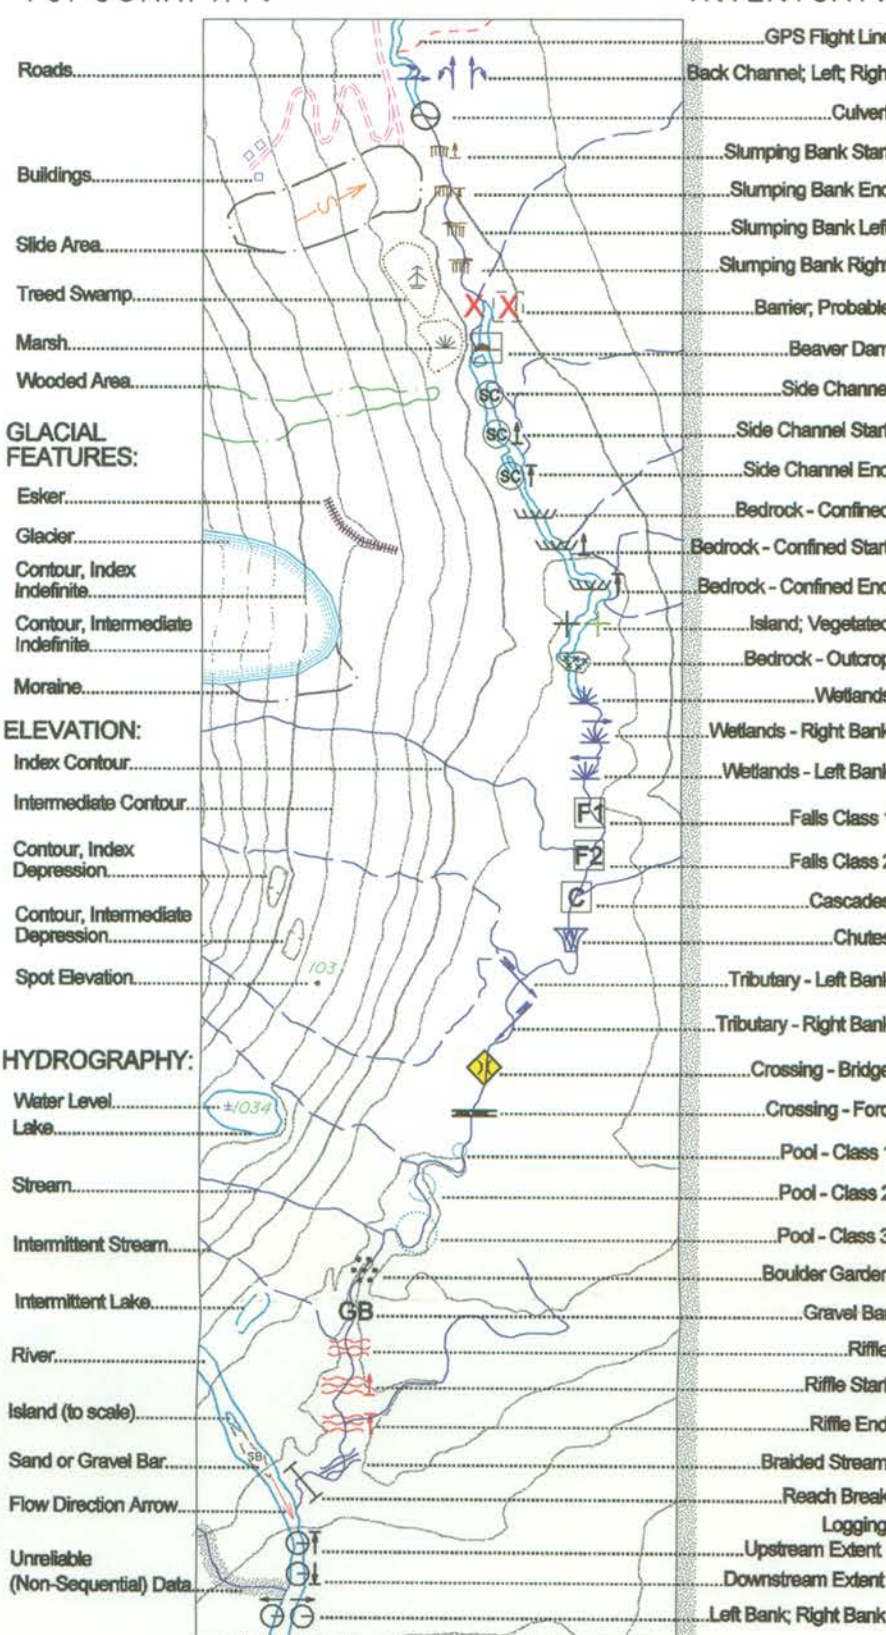 Roads
Buildings
Slide Area
Treed Swamp
Marsh
Wooded Area
GLACIAL
FEATURES:
Esker
Glacier
Contour, Index
Indefinite
Contour, Intermediate
Indefinite
Moraine
ELEVATION:
Index Contour
Intermediate Contour
Contour, Index
Depression
Contour, Intermediate
Depression
Spot Elevation
HYDROGRAPHY:
Water Level
Lake
Stream
Intermittent Stream
Intermittent Lake
River
Island (to scale)
Sand or Gravel Bar
Flow Direction Arrow
Unreliable
(Non-Sequential) Data
Si
X X
SC
SC
SC
F1
F2
C
103
±1034
GB
SB
GPS Flight Line
Back Channel; Left; Right
Culvert
Slumping Bank Start
Slumping Bank End
Slumping Bank Left
Slumping Bank Right
Barrier; Probable
Beaver Dam
Side Channel
Side Channel Start
Side Channel End
Bedrock - Confined
Bedrock - Confined Start
Bedrock - Confined End
Island; Vegetated
Bedrock - Outcrop
Wetlands
Wetlands - Right Bank
Wetlands - Left Bank
Falls Class 1
Falls Class 2
Cascades
Chutes
Tributary - Left Bank
Tributary - Right Bank
Crossing - Bridge
Crossing - Ford
Pool - Class 1
Pool - Class 2
Pool - Class 3
Boulder Garden
Gravel Bar
Riffle
Riffle Start
Riffle End
Braided Stream
Reach Break
Logging
Upstream Extent
Downstream Extent
Left Bank; Right Bank